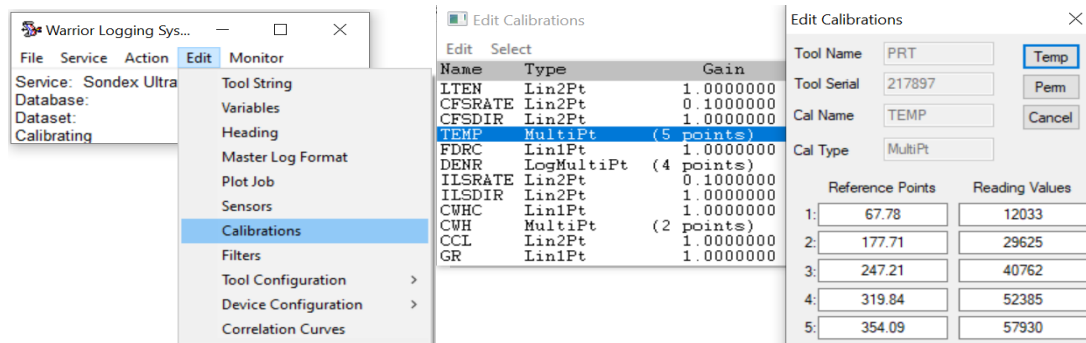 Warrior Logging Sys...
File Service Action Edit Monitor
Service: Sondex Ultra
Database:
Dataset:
Calibrating
Tool String
Variables
Heading
Master Log Format
Plot Job
Sensors
Calibrations
Filters
Tool Configuration >
Device Configuration >
Correlation Curves
Edit Calibrations
Edit Select
Name Type Gain
LTEN Lin2Pt 1.0000000
CFSRATE Lin2Pt 0.1000000
CFSDIR Lin2Pt 1.0000000
TEMP MultiPt (5 points)
FDRC Lin1Pt 1.0000000
DENR LogMultiPt (4 points)
ILSRATE Lin2Pt 0.1000000
ILSDIR Lin2Pt 1.0000000
CWHC Lin1Pt 1.0000000
CWH MultiPt (2 points)
CCL Lin2Pt 1.0000000
GR Lin1Pt 1.0000000
Edit Calibrations
Tool Name PRT Temp
Tool Serial 217897 Perm
Cal Name TEMP Cancel
Cal Type MultiPt
Reference Points Reading Values
1: 67.78 12033
2: 177.71 29625
3: 247.21 40762
4: 319.84 52385
5: 354.09 57930